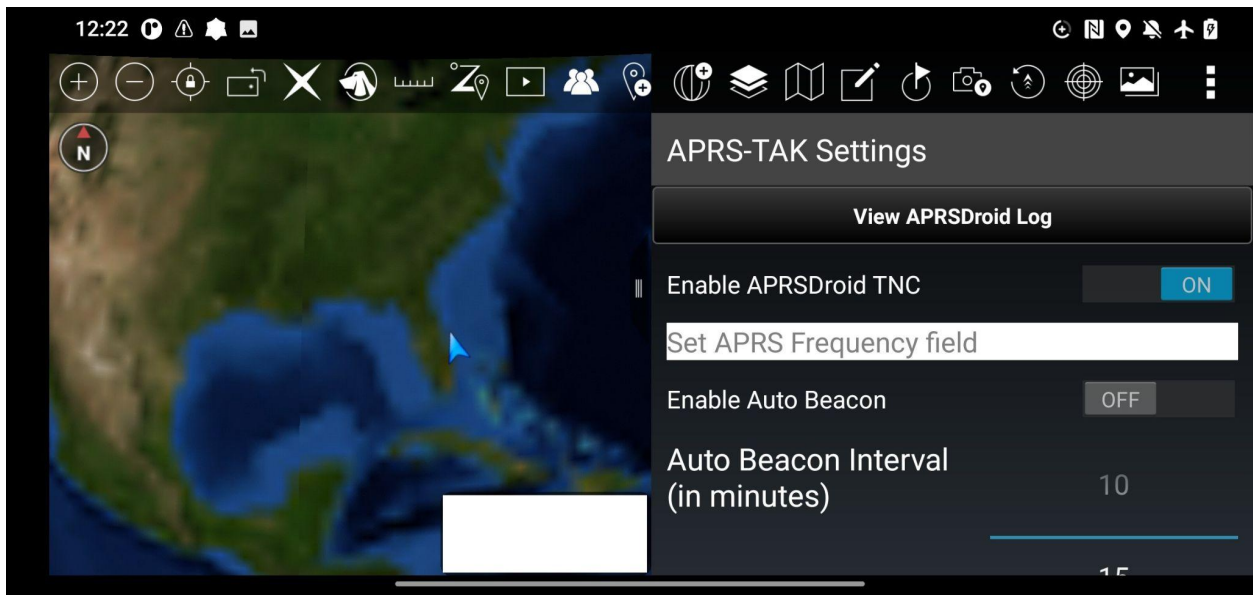 12:22
N
APRS-TAK Settings
View APRSDroid Log
Enable APRSDroid TNC
ON
Set APRS Frequency field
Enable Auto Beacon
OFF
Auto Beacon Interval
(in minutes)
10
15